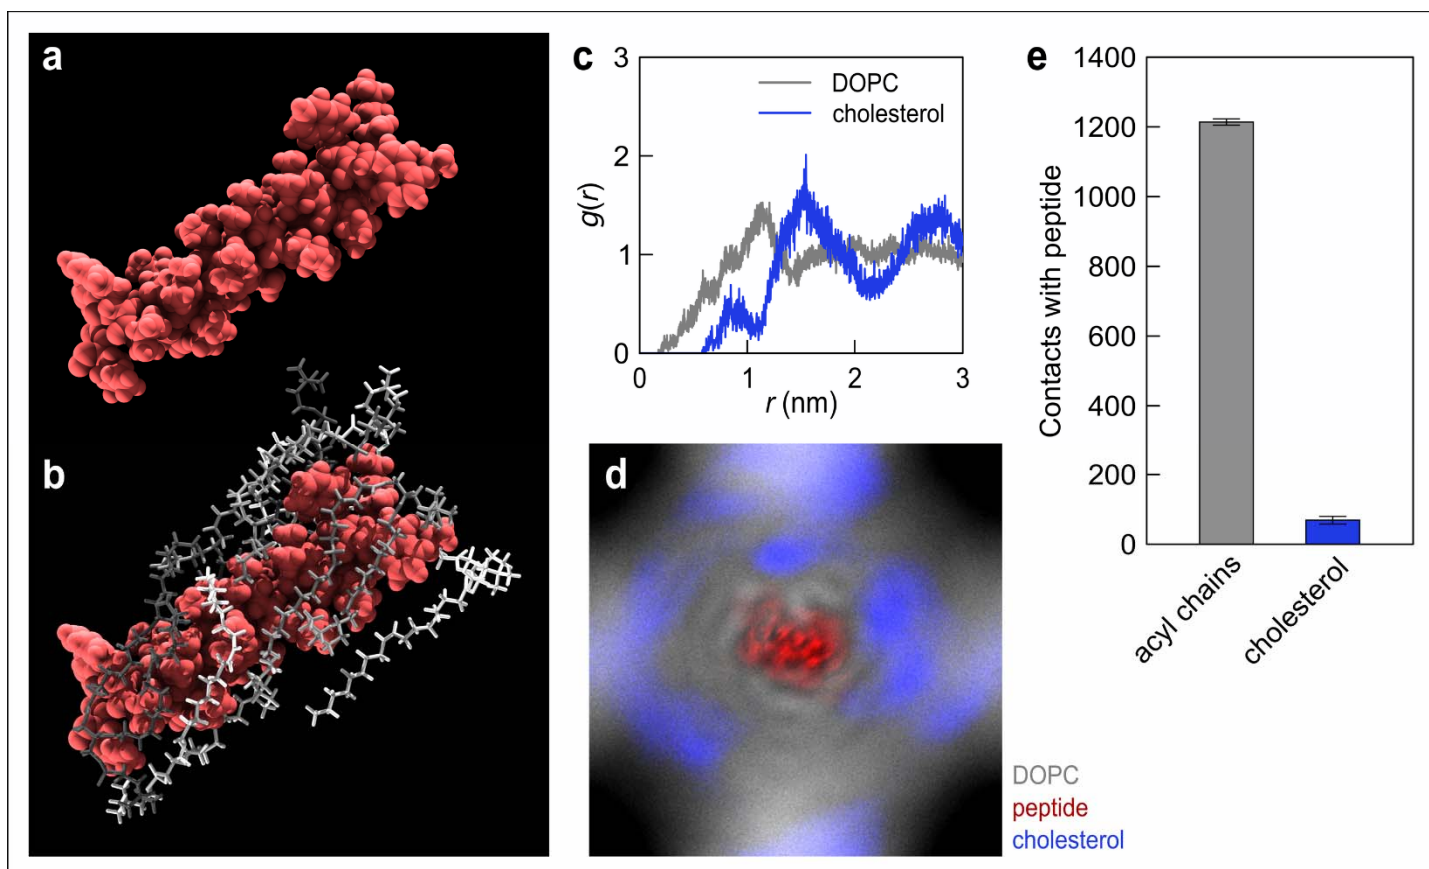 a
b
c
3
2
1
0
g(r)
0 1 2 3
r (nm)
DOPC
cholesterol
d
DOPC
peptide
cholesterol
e
1400
1200
1000
800
600
400
200
0
Contacts with peptide
acyl chains
cholesterol